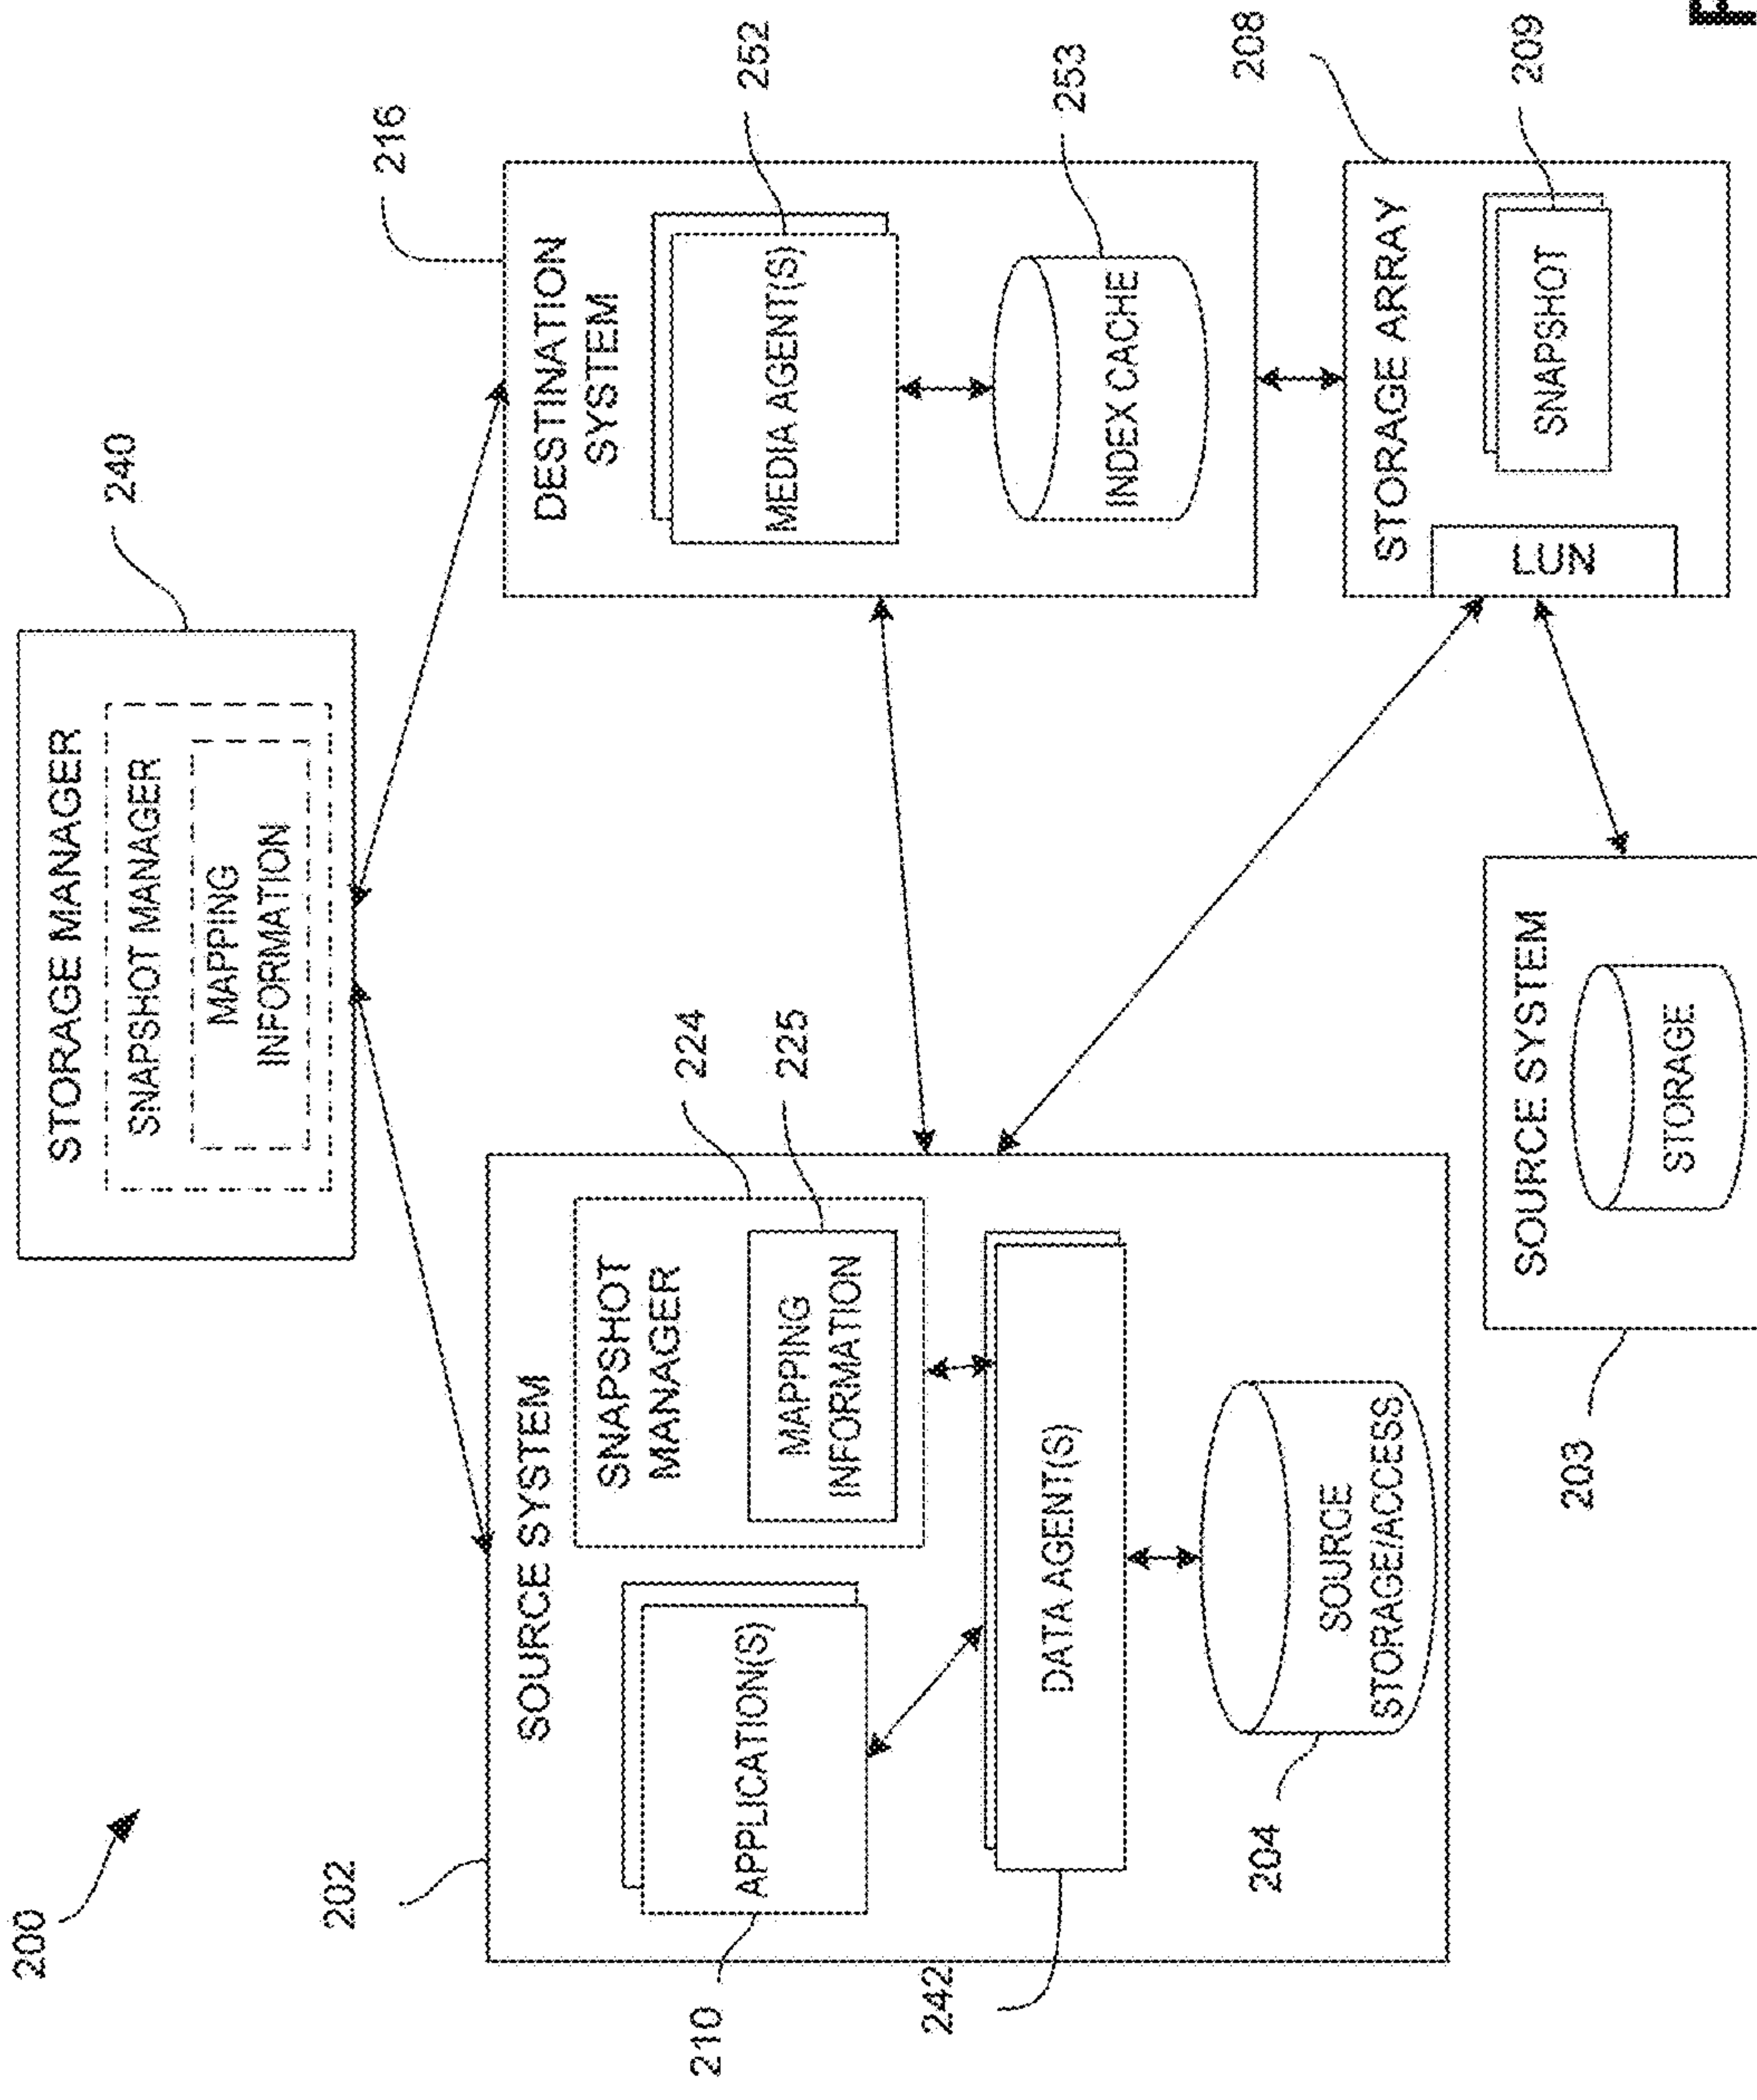 200
240
STORAGE MANAGER
SNAPSHOT MANAGER
MAPPING
INFORMATION
202
SOURCE SYSTEM
210
APPLICATION(S)
SNAPSHOT
MANAGER
224
MAPPING
INFORMATION
225
242
DATA AGENT(S)
204
SOURCE
STORAGE/ACCESS
216
DESTINATION
SYSTEM
MEDIA AGENT(S)
252
INDEX CACHE
253
208
STORAGE ARRAY
LUN
SNAPSHOT
209
203
SOURCE SYSTEM
STORAGE